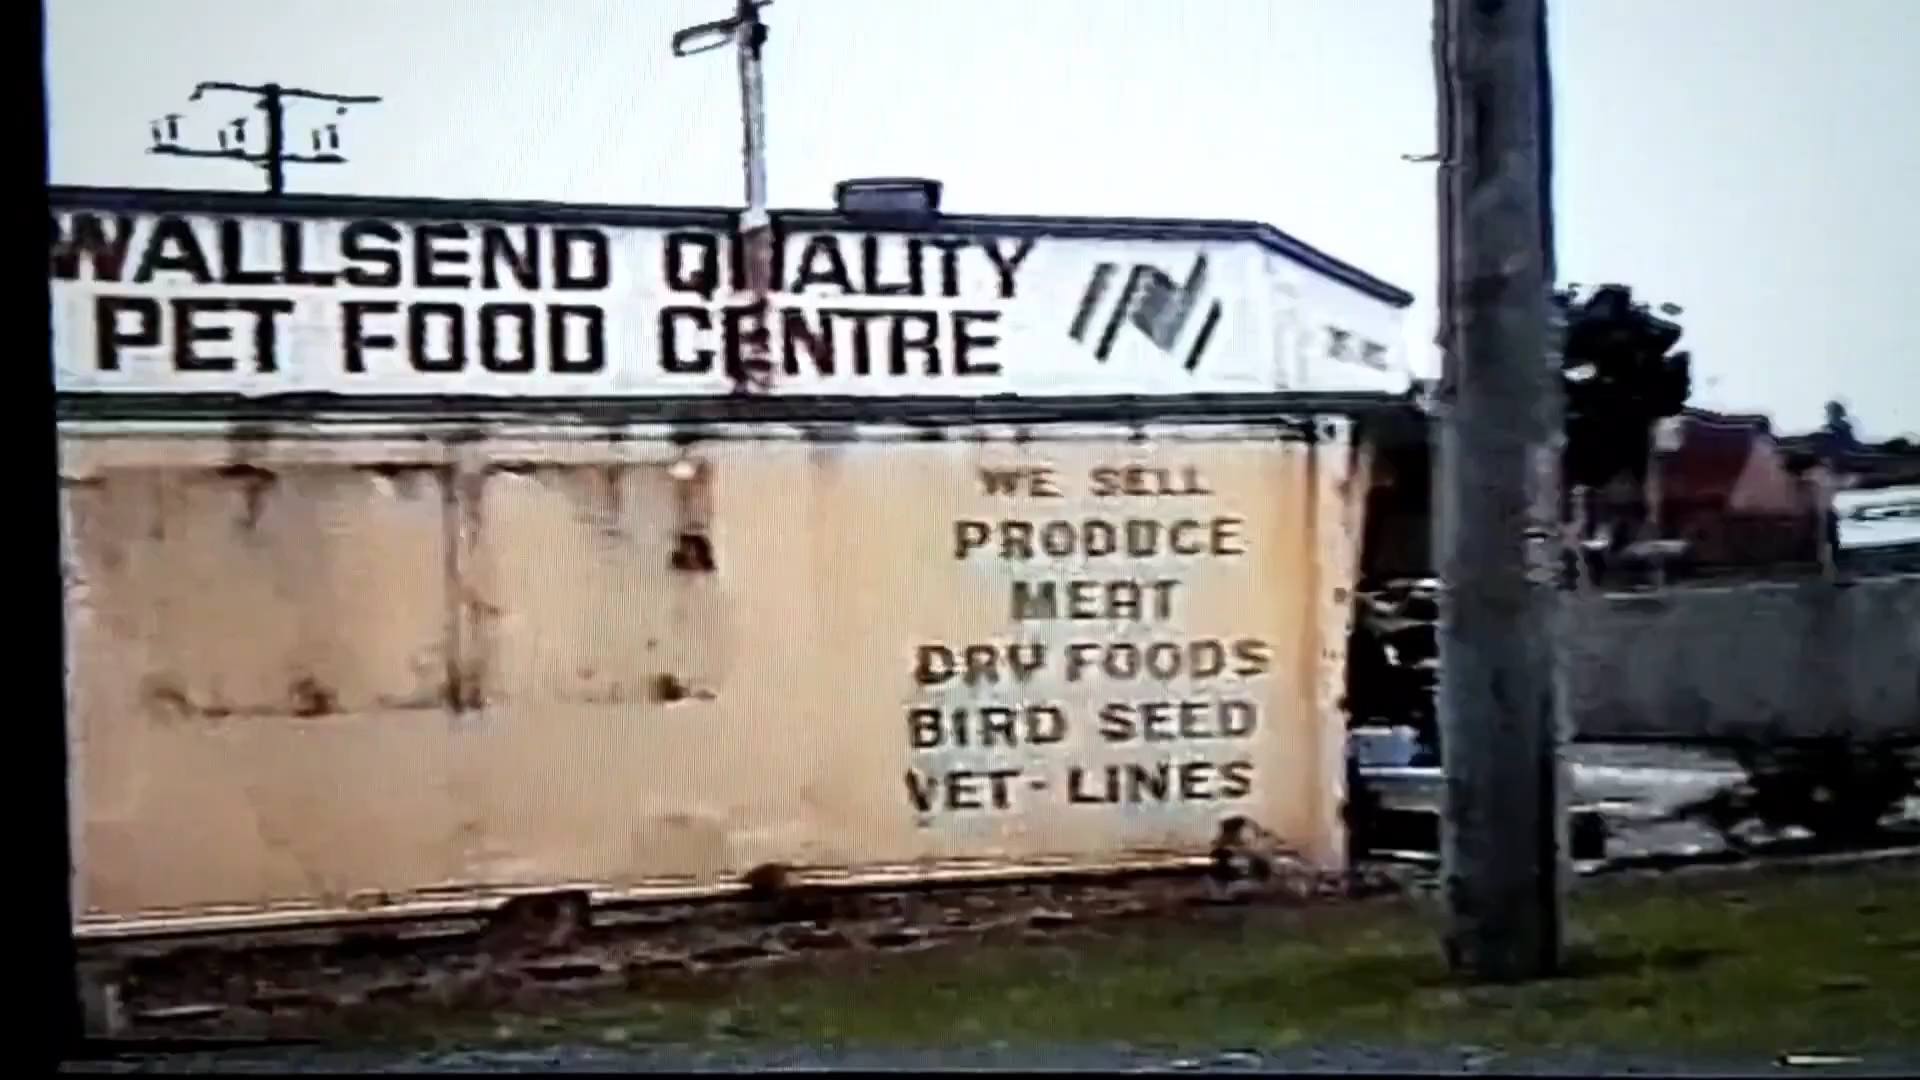 WALLSEND QUALITY
PET FOOD CENTRE
WE SELL
PRODUCE
MEAT
DRY FOODS
BIRD SEED
VET-LINES